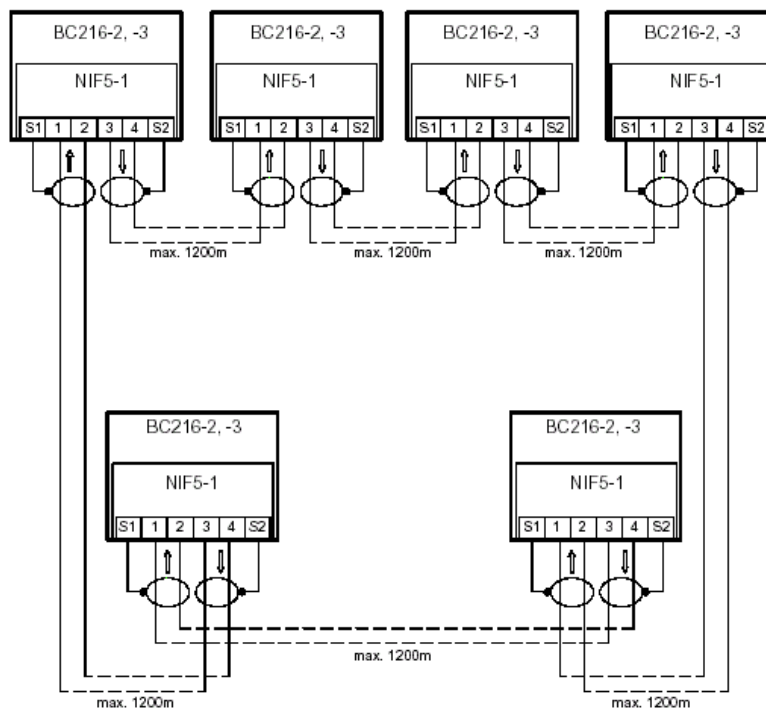 BC216-2, -3 BC216-2, -3 BC216-2, -3 BC216-2, -3
NIF5-1 NIF5-1 NIF5-1 NIF5-1
S1 1 2 3 4 S2 S1 1 2 3 4 S2 S1 1 2 3 4 S2 S1 1 2 3 4 S2
max. 1200m max. 1200m max. 1200m
BC216-2, -3 BC216-2, -3
NIF5-1 NIF5-1
S1 1 2 3 4 S2 S1 1 2 3 4 S2
max. 1200m
max. 1200m max. 1200m